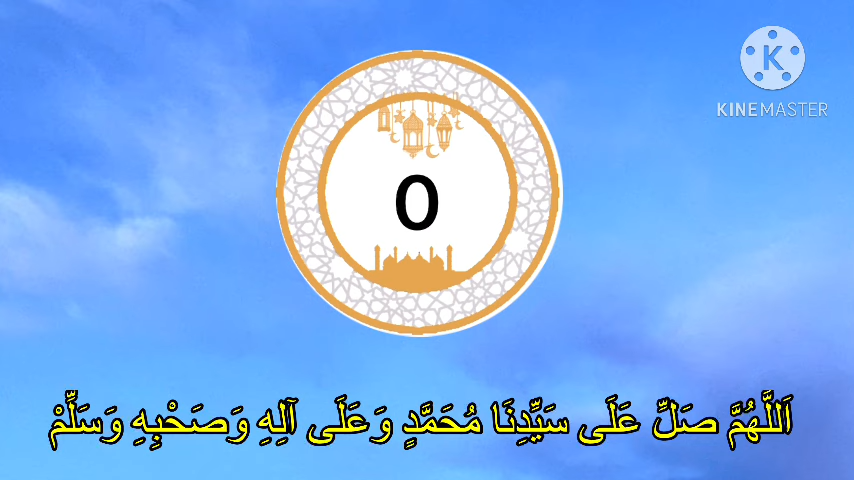 KINEMASTER
0
اَللَّهُمَّ صَلِّ عَلَى سَيِّدِنَا مُحَمَّدٍ وَعَلَى آلِهِ وَصَحْبِهِ وَسَلِّمْ